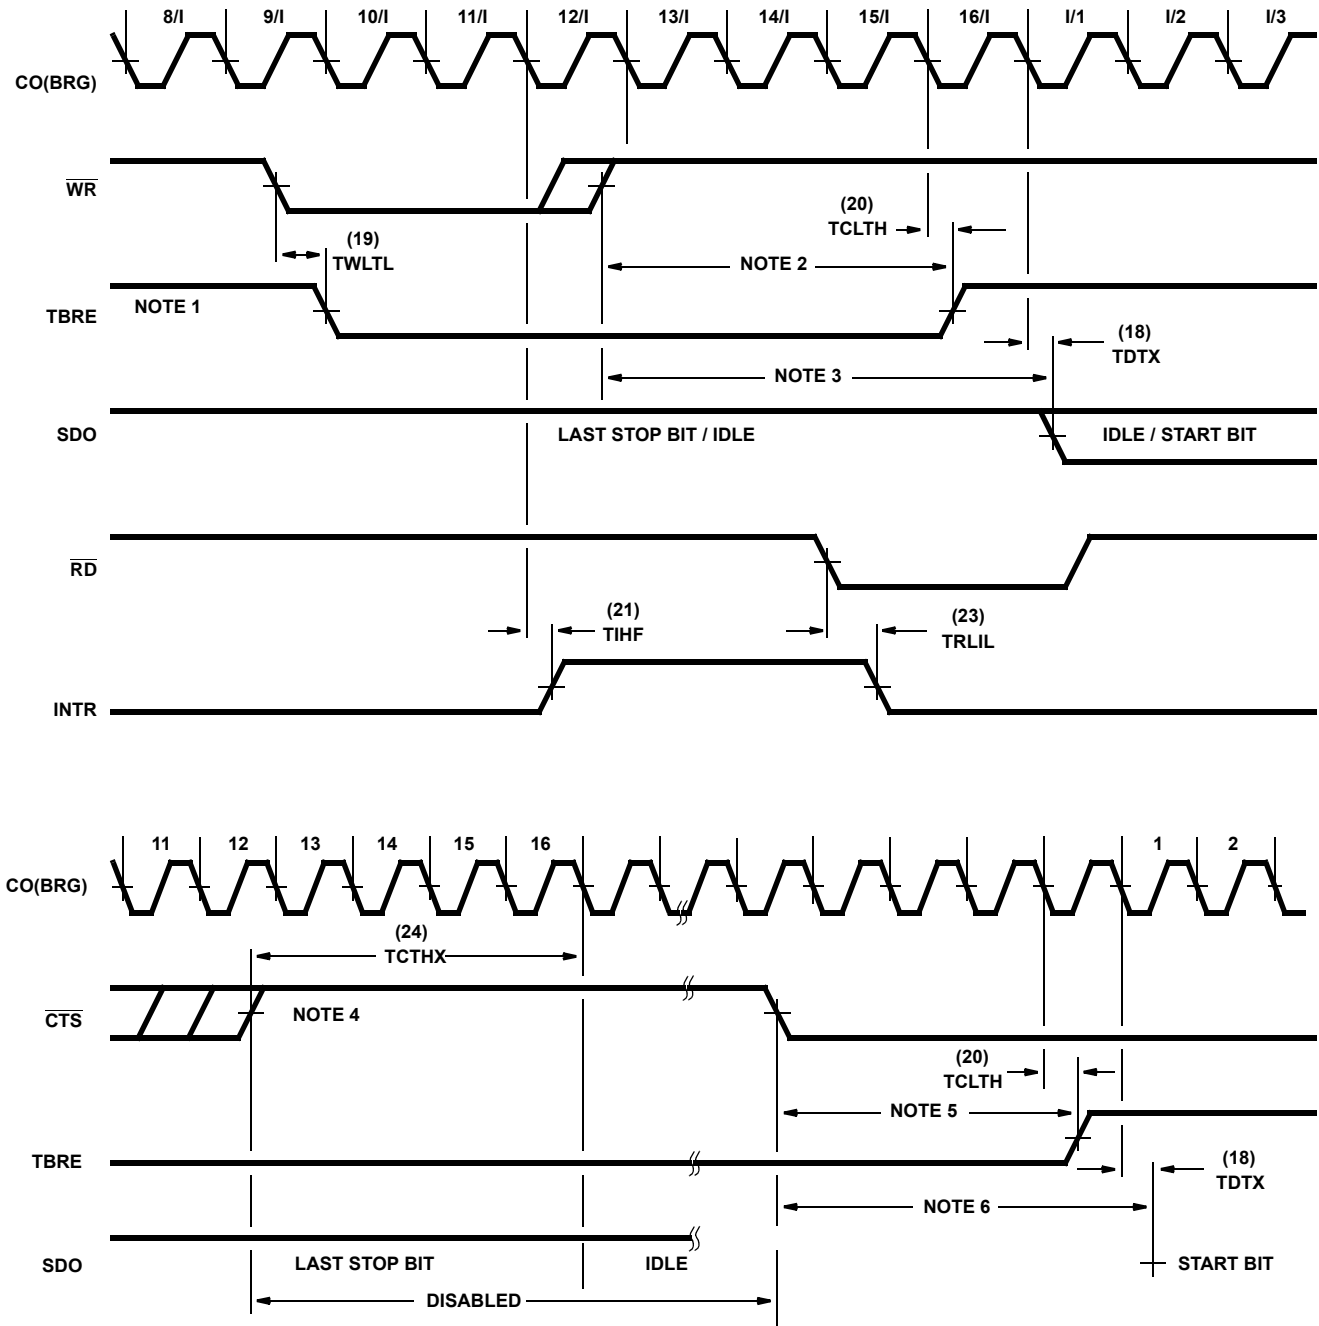 8/I 9/I 10/I 11/I 12/I 13/I 14/I 15/I 16/I I/1 I/2 I/3
CO(BRG)
WR
(19)
TWLTL
(20)
TCLTH
NOTE 2
NOTE 1
TBRE
(18)
TDTX
NOTE 3
SDO
LAST STOP BIT / IDLE
IDLE / START BIT
RD
(21)
TIHF
(23)
TRLIL
INTR
11 12 13 14 15 16 1 2
CO(BRG)
(24)
TCTHX
CTS
NOTE 4
(20)
TCLTH
NOTE 5
TBRE
(18)
TDTX
NOTE 6
SDO
LAST STOP BIT
IDLE
START BIT
DISABLED